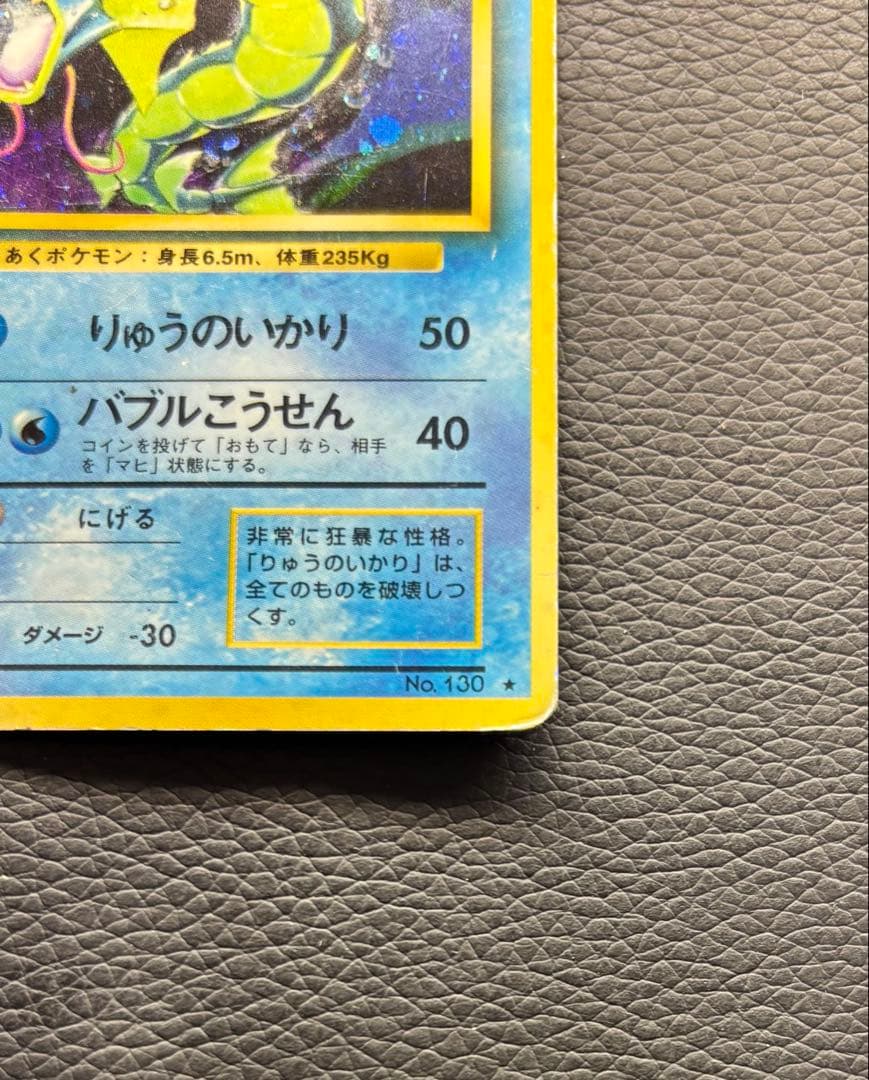 あくポケモン：身長6.5m、体重235Kg
りゅうのいかり 50
バブルこうせん 40
コインを投げて「おもて」なら、相手
を「マヒ」状態にする。
にげる
非常に狂暴な性格。
「りゅうのいかり」は、
全てのものを破壊しつ
くす。
ダメージ -30
No. 130 ★